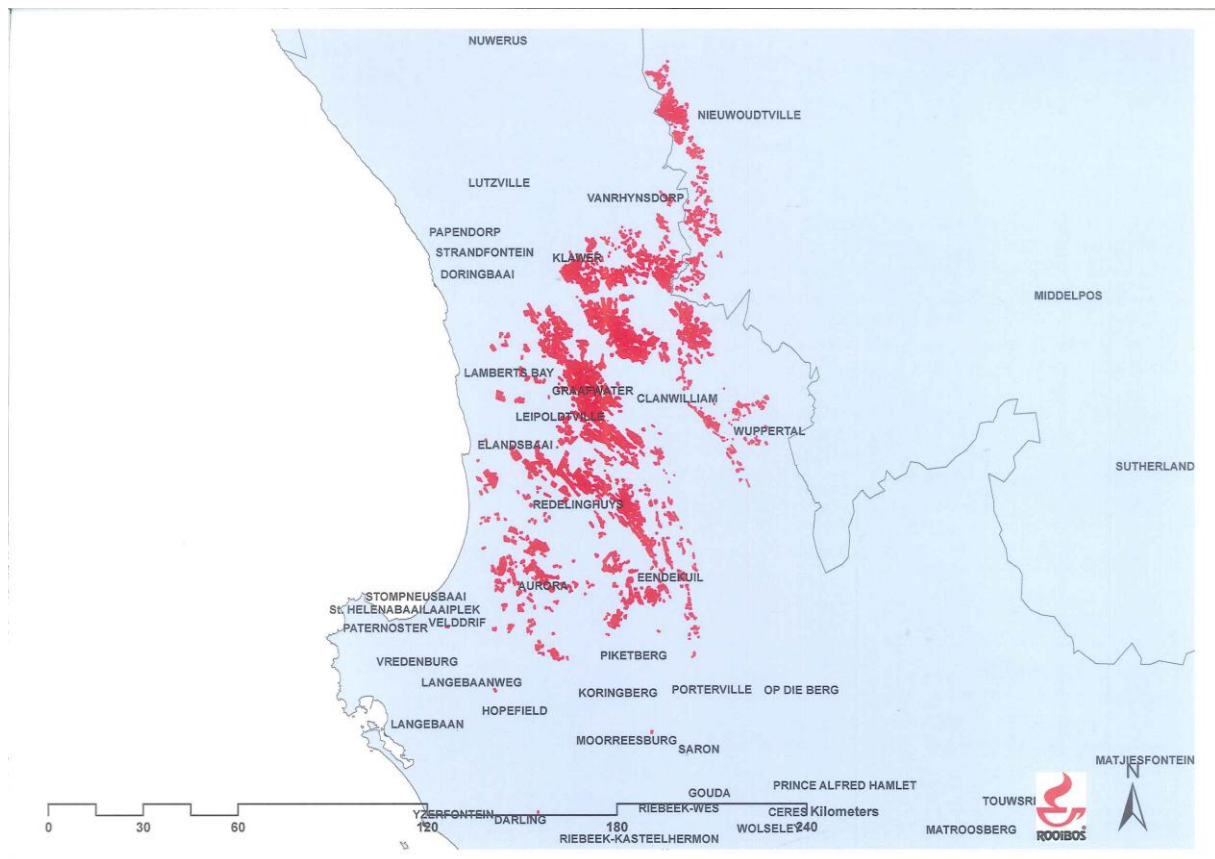 NUWERUS
NIEUWOUDTVILLE
LUTZVILLE
VANRHYNSDORP
PAPENDORP
STRANDFONTEIN
KLAWER
DORINGBAAI
MIDDELPOS
LAMBERTS BAY
GRAAFWATER
CLANWILLIAM
LEIPOLDTVILLE
WUPPERTAL
ELANDSBAAI
SUTHERLAND
REDELINGHUYS
EENDEKUIL
AURORA
STOMPNEUSBAAI
St. HELENABAAILAAIPLEK
PATERNOSTER
VELDDRIF
PIKETBERG
VREDENBURG
LANGEBAANWEG
KORINGBERG
PORTERVILLE
OP DIE BERG
HOPEFIELD
LANGEBAAN
MOORREESBURG
SARON
MATJIESFONTEIN
N
PRINCE ALFRED HAMLET
GOUDA
TOUWSRI
RIEBEEK-WES
CERES
Kilometers
YZERFONTEIN
DARLING
0 30 60 120 180 240
WOLSELEY
MATROOSBERG
ROOIBOS
RIEBEEK-KASTEELHERMON